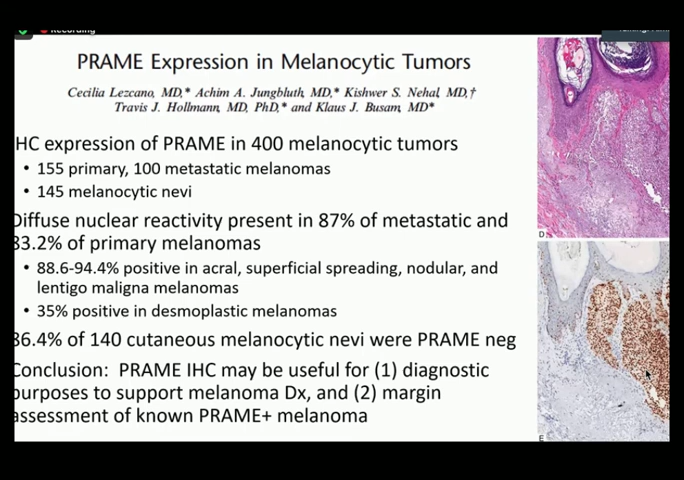 Recording
PRAME Expression in Melanocytic Tumors
Cecilia Lezcano, MD,* Achim A. Jungbluth, MD,* Kishwer S. Nehal, MD,†
Travis J. Hollmann, MD, PhD,* and Klaus J. Busam, MD*
IHC expression of PRAME in 400 melanocytic tumors
• 155 primary, 100 metastatic melanomas
• 145 melanocytic nevi
Diffuse nuclear reactivity present in 87% of metastatic and
83.2% of primary melanomas
• 88.6-94.4% positive in acral, superficial spreading, nodular, and
lentigo maligna melanomas
• 35% positive in desmoplastic melanomas
86.4% of 140 cutaneous melanocytic nevi were PRAME neg
Conclusion: PRAME IHC may be useful for (1) diagnostic
purposes to support melanoma Dx, and (2) margin
assessment of known PRAME+ melanoma
D
E